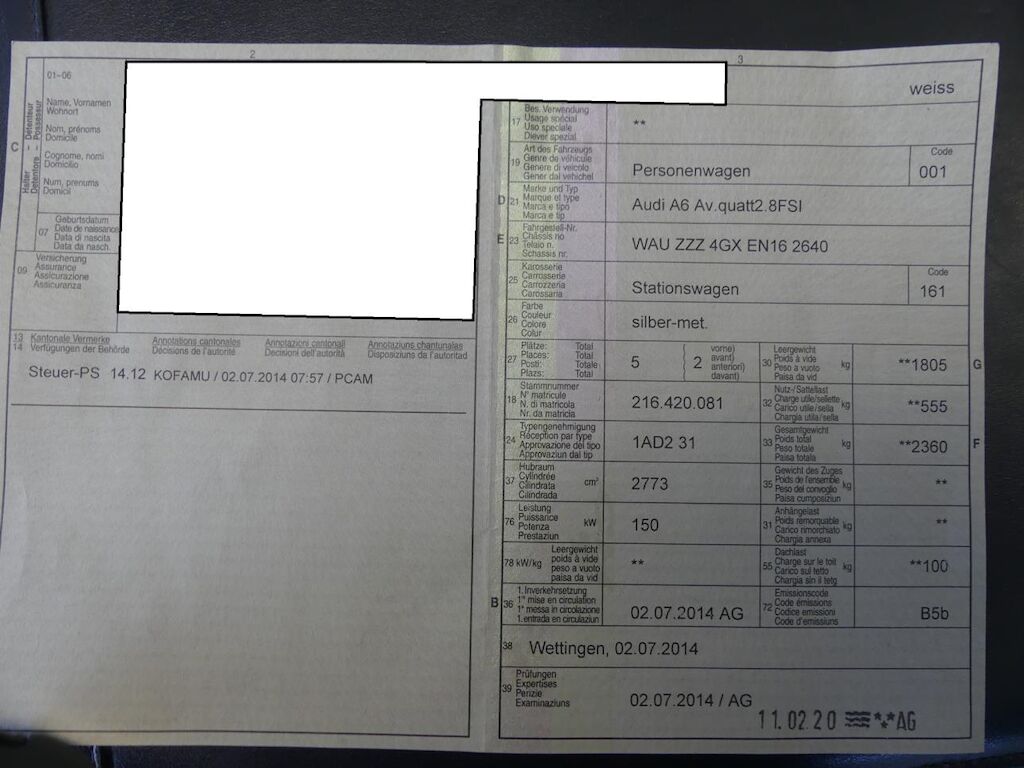 2
3
01-06
C
Halter
Détenteur
Detentore
Possessur
Name, Vornamen
Wohnort
Nom, prénoms
Domicile
Cognome, nomi
Domicilio
Num, prenums
Domicil
07
Geburtsdatum
Date de naissance
Data di nascita
Data da nasch.
09
Versicherung
Assurance
Assicurazione
Assicuranza
13 Kantonale Vermerke Annotations cantonales Annotazioni cantonali Annotaziuns chantunalas
14 Verfügungen der Behörde Décisions de l'autorité Decisioni dell'autorità Disposiziuns da l'autoritad
Steuer-PS 14.12 KOFAMU / 02.07.2014 07:57 / PCAM
weiss
17
Bes. Verwendung
Usage spécial
Uso speciale
Diever spezial
**
19
Art des Fahrzeugs
Genre de véhicule
Genere di veicolo
Gener dal vehichel
Personenwagen
Code
001
D 21
Marke und Typ
Marque et type
Marca e tipo
Marca e tip
Audi A6 Av.quatt2.8FSI
E 23
Fahrgestell-Nr.
Châssis no
Telaio n.
Schassis nr.
WAU ZZZ 4GX EN16 2640
25
Karosserie
Carrosserie
Carrozzeria
Carossaria
Stationswagen
Code
161
26
Farbe
Couleur
Colore
Colur
silber-met.
27
Plätze: Total
Places: Total
Posti: Totale
Plazs: Total
5 ( 2
vorne)
avant)
anteriori)
davant)
30
Leergewicht
Poids à vide
Peso a vuoto
Paisa da vid
kg
**1805
G
18
Stammnummer
N° matricule
N. di matricola
Nr. da matricla
216.420.081
32
Nutz-/Sattellast
Charge utile/sellette
Carico utile/sella
Chargia utila/sella
kg
**555
24
Typengenehmigung
Réception par type
Approvazione del tipo
Approvaziun dal tip
1AD2 31
33
Gesamtgewicht
Poids total
Peso totale
Paisa totala
kg
**2360
F
37
Hubraum
Cylindrée
Cilindrata
Cilindrada
cm³
2773
35
Gewicht des Zuges
Poids de l'ensemble
Peso del convoglio
Paisa cumposiziun
kg
**
76
Leistung
Puissance
Potenza
Prestaziun
kW
150
31
Anhängelast
Poids remorquable
Carico rimorchiato
Chargia annexa
kg
**
78 kW/kg
Leergewicht
poids à vide
peso a vuoto
paisa da vid
**
55
Dachlast
Charge sur le toit
Carico sul tetto
Chargia sin il tetg
kg
**100
B 36
1. Inverkehrsetzung
1re mise en circulation
1a messa in circolazione
1. entrada en circulaziun
02.07.2014 AG
72
Emissionscode
Code émissions
Codice emissioni
Code d'emissiuns
B5b
38 Wettingen, 02.07.2014
39
Prüfungen
Expertises
Perizie
Examinaziuns
02.07.2014 / AG
11.02.20 AG